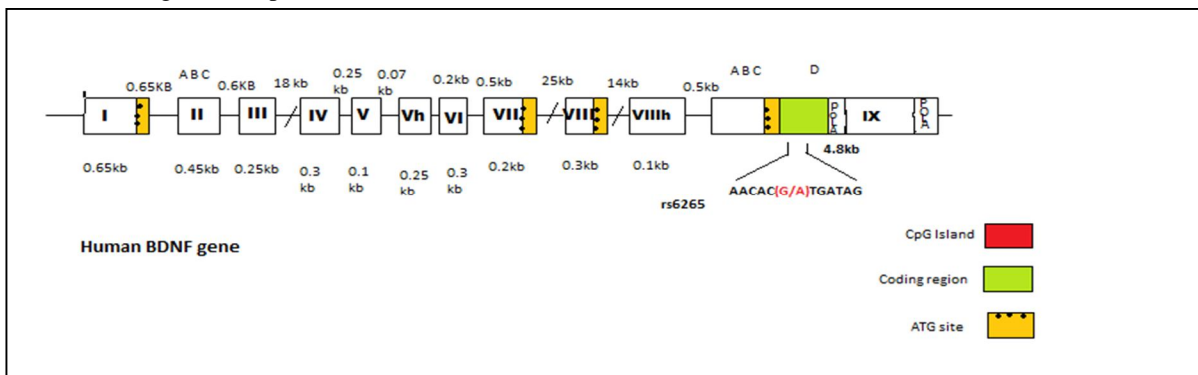 A B C
A B C
D
0.65KB
0.6KB
18 kb
0.25 kb
0.07 kb
0.2kb
0.5kb
25kb
14kb
0.5kb
I
II
III
IV
V
Vh
VI
VII
VIII
VIIIh
POLA
IX
POLA
0.65kb
0.45kb
0.25kb
0.3 kb
0.1 kb
0.25 kb
0.3 kb
0.2kb
0.3kb
0.1kb
4.8kb
rs6265
AACAC(G/A)TGATAG
Human BDNF gene
CpG Island
Coding region
ATG site